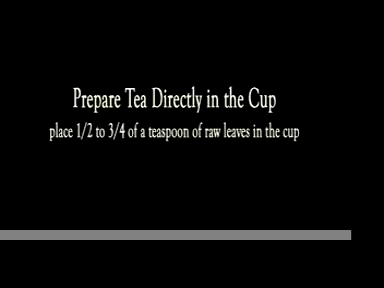 Prepare Tea Directly in the Cup
place 1/2 to 3/4 of a teaspoon of raw leaves in the cup